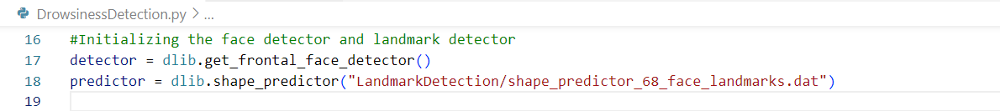 DrowsinessDetection.py > ...
16 #Initializing the face detector and landmark detector
17 detector = dlib.get_frontal_face_detector()
18 predictor = dlib.shape_predictor("LandmarkDetection/shape_predictor_68_face_landmarks.dat")
19